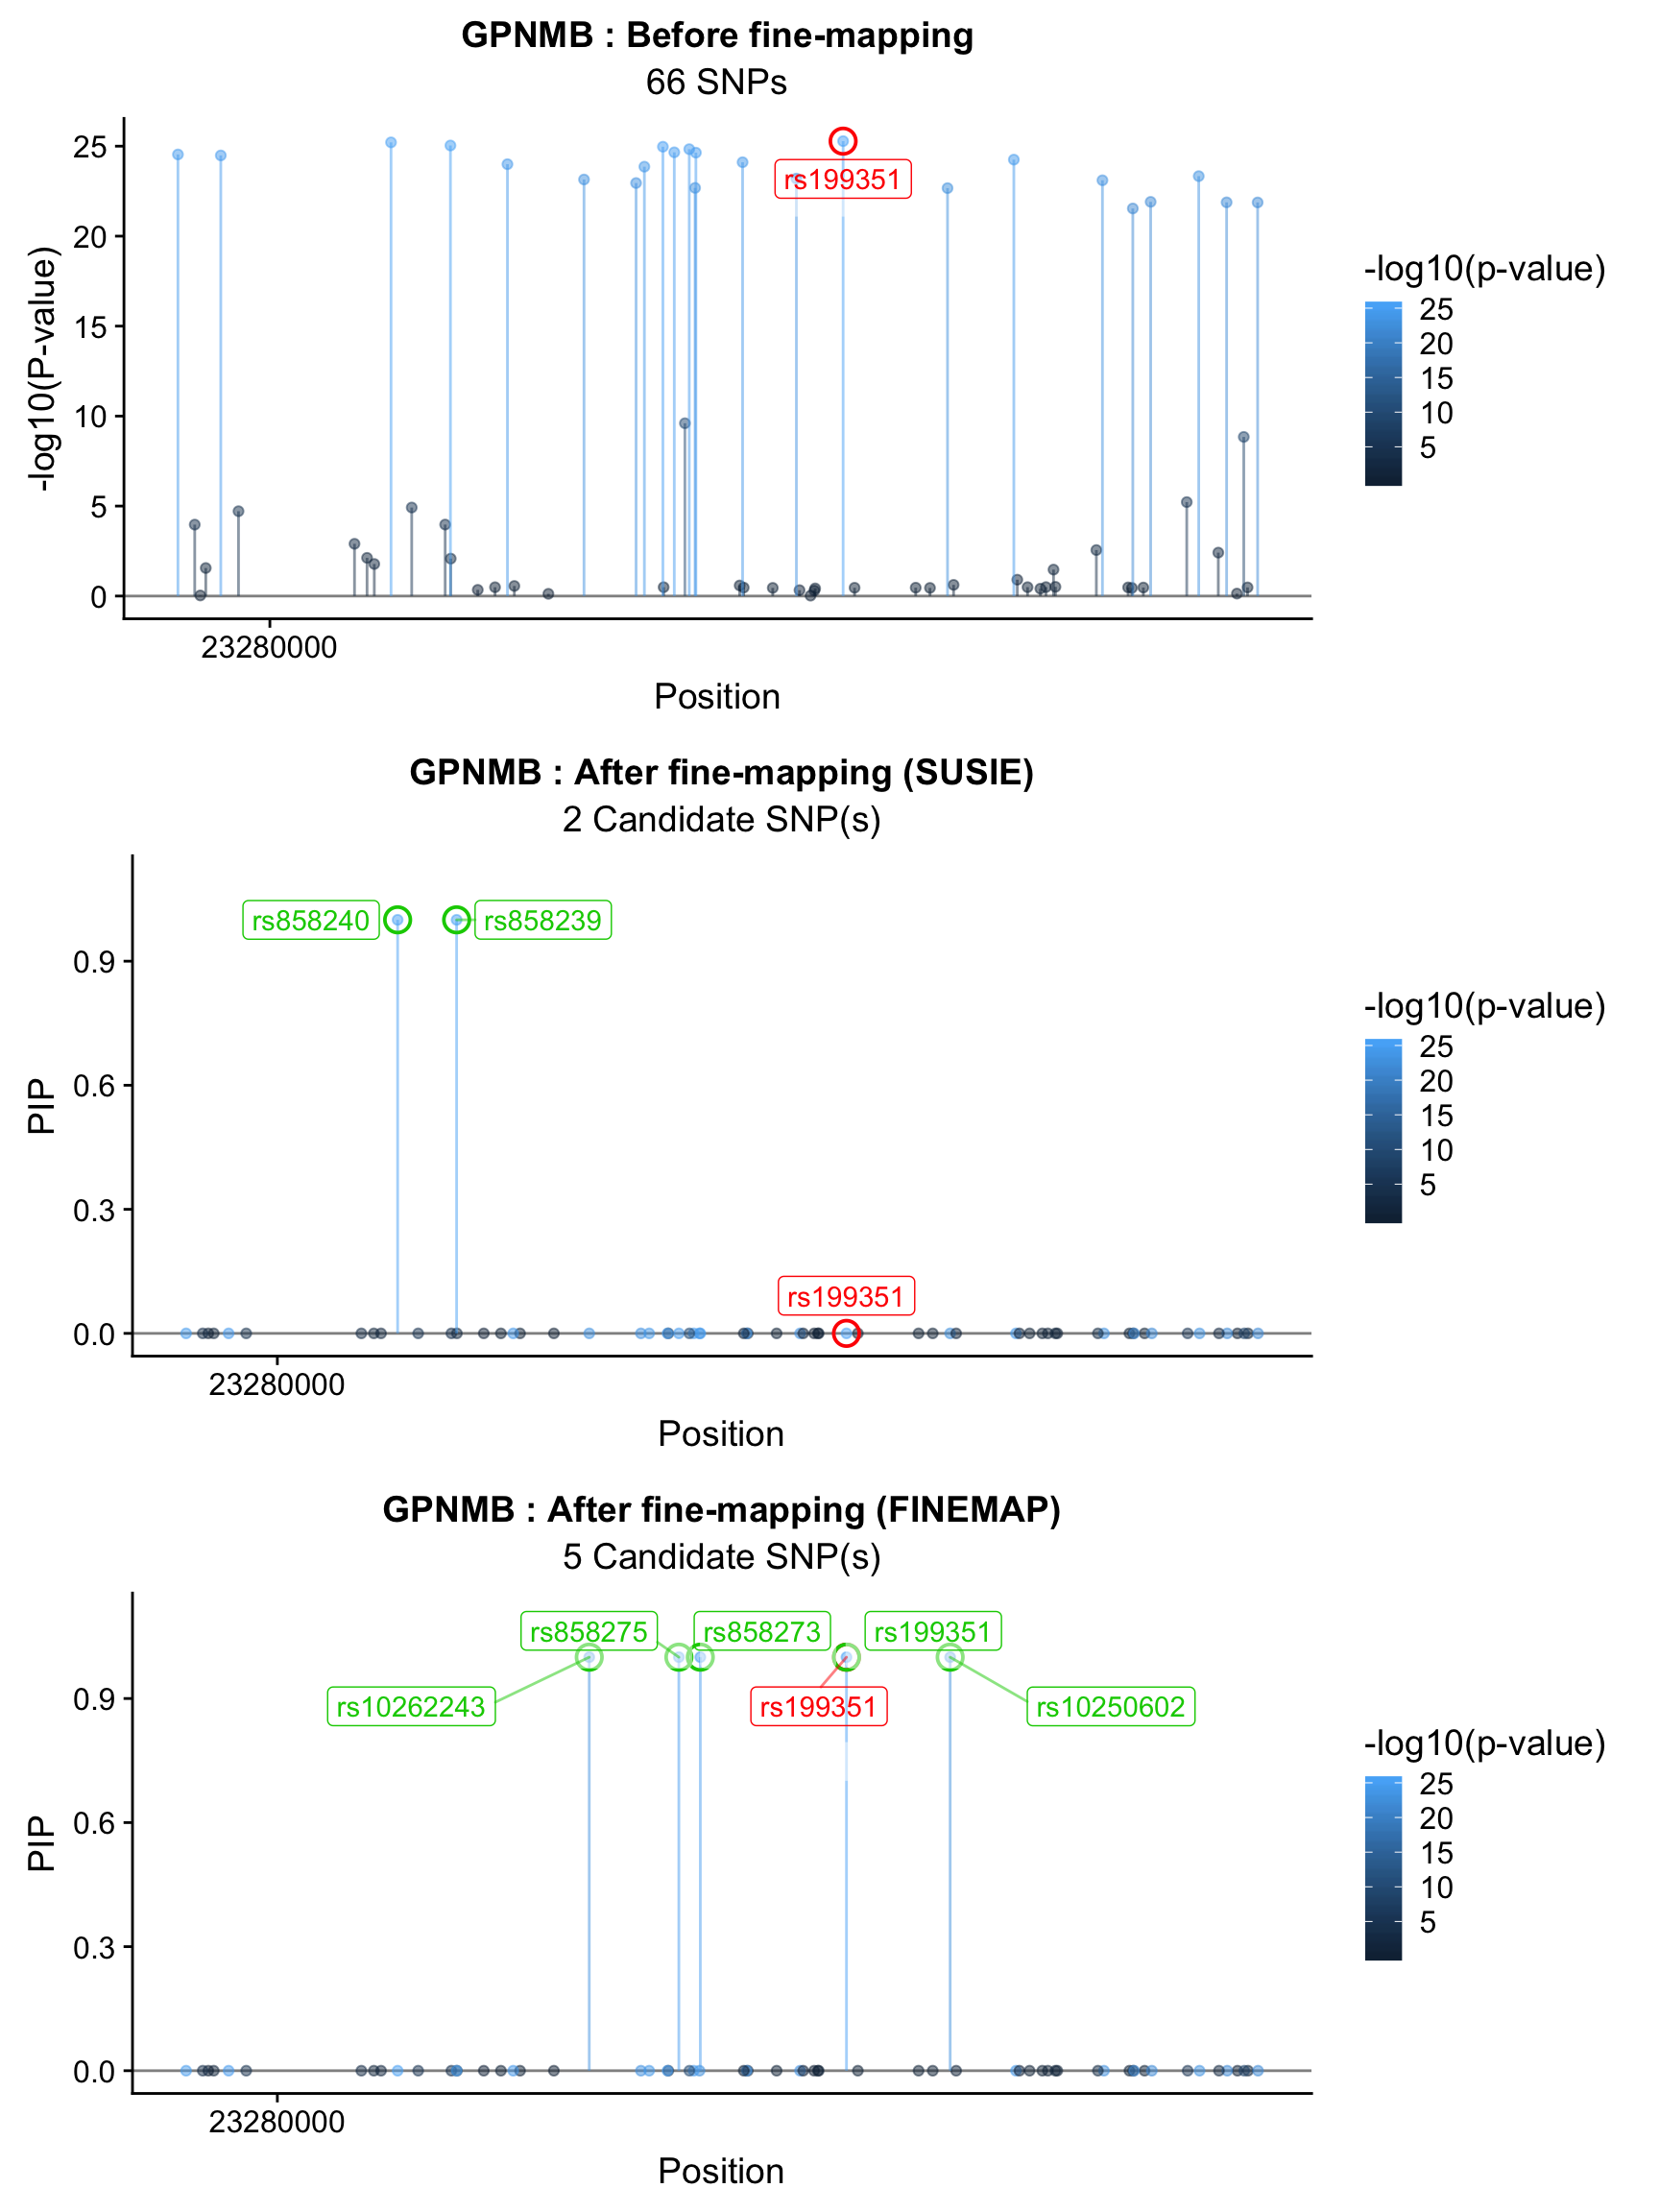 GPNMB : Before fine-mapping
66 SNPs
-log10(P-value)
25
20
15
10
5
0
rs199351
23280000
Position
-log10(p-value)
25
20
15
10
5
GPNMB : After fine-mapping (SUSIE)
2 Candidate SNP(s)
PIP
0.9
0.6
0.3
0.0
rs858240
rs858239
rs199351
23280000
Position
-log10(p-value)
25
20
15
10
5
GPNMB : After fine-mapping (FINEMAP)
5 Candidate SNP(s)
PIP
0.9
0.6
0.3
0.0
rs858275
rs858273
rs199351
rs10262243
rs199351
rs10250602
23280000
Position
-log10(p-value)
25
20
15
10
5